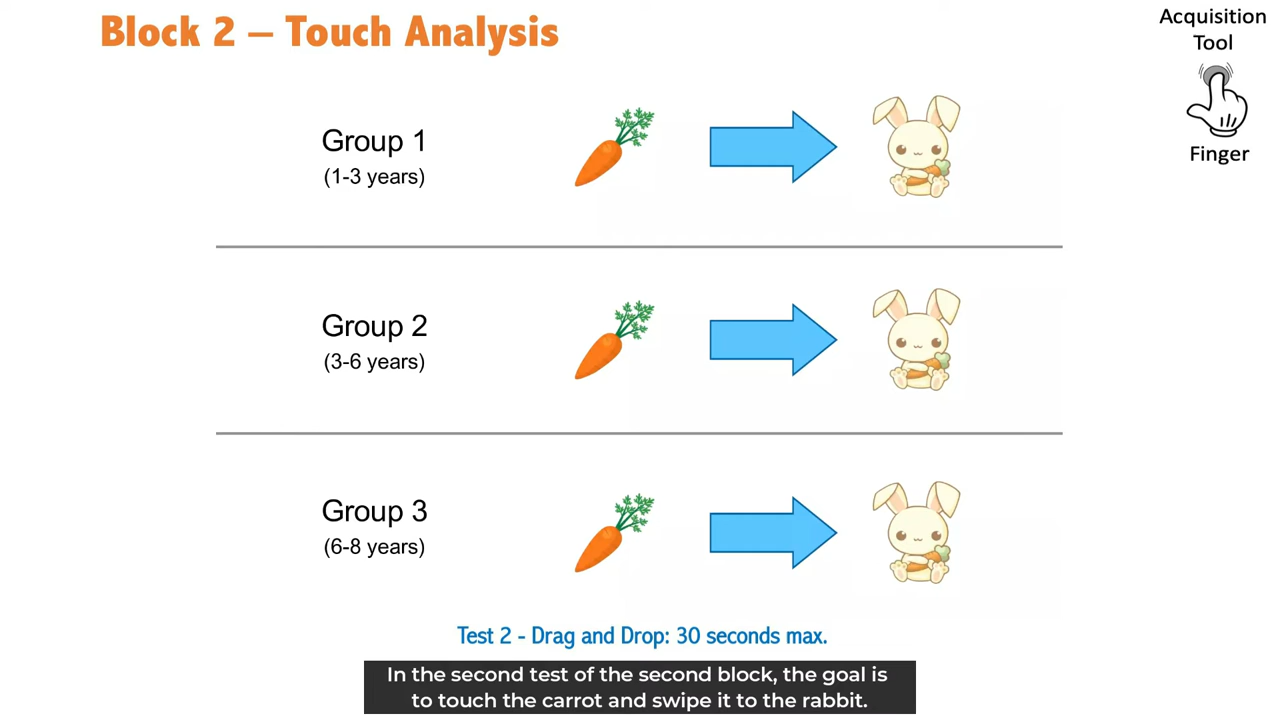 Block 2 – Touch Analysis
Acquisition
Tool
Finger
Group 1
(1-3 years)
Group 2
(3-6 years)
Group 3
(6-8 years)
Test 2 - Drag and Drop: 30 seconds max.
In the second test of the second block, the goal is
to touch the carrot and swipe it to the rabbit.